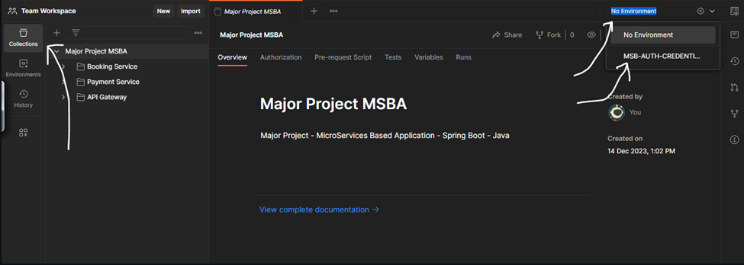 Team Workspace New Import
Major Project MSBA
No Environment
Collections
Environments
History
Major Project MSBA
Booking Service
Payment Service
API Gateway
Major Project MSBA
Share Fork 0
Overview Authorization Pre-request Script Tests Variables Runs
No Environment
MSB-AUTH-CREDENTI...
Major Project MSBA
Major Project - MicroServices Based Application - Spring Boot - Java
View complete documentation →
Created by
You
Created on
14 Dec 2023, 1:02 PM